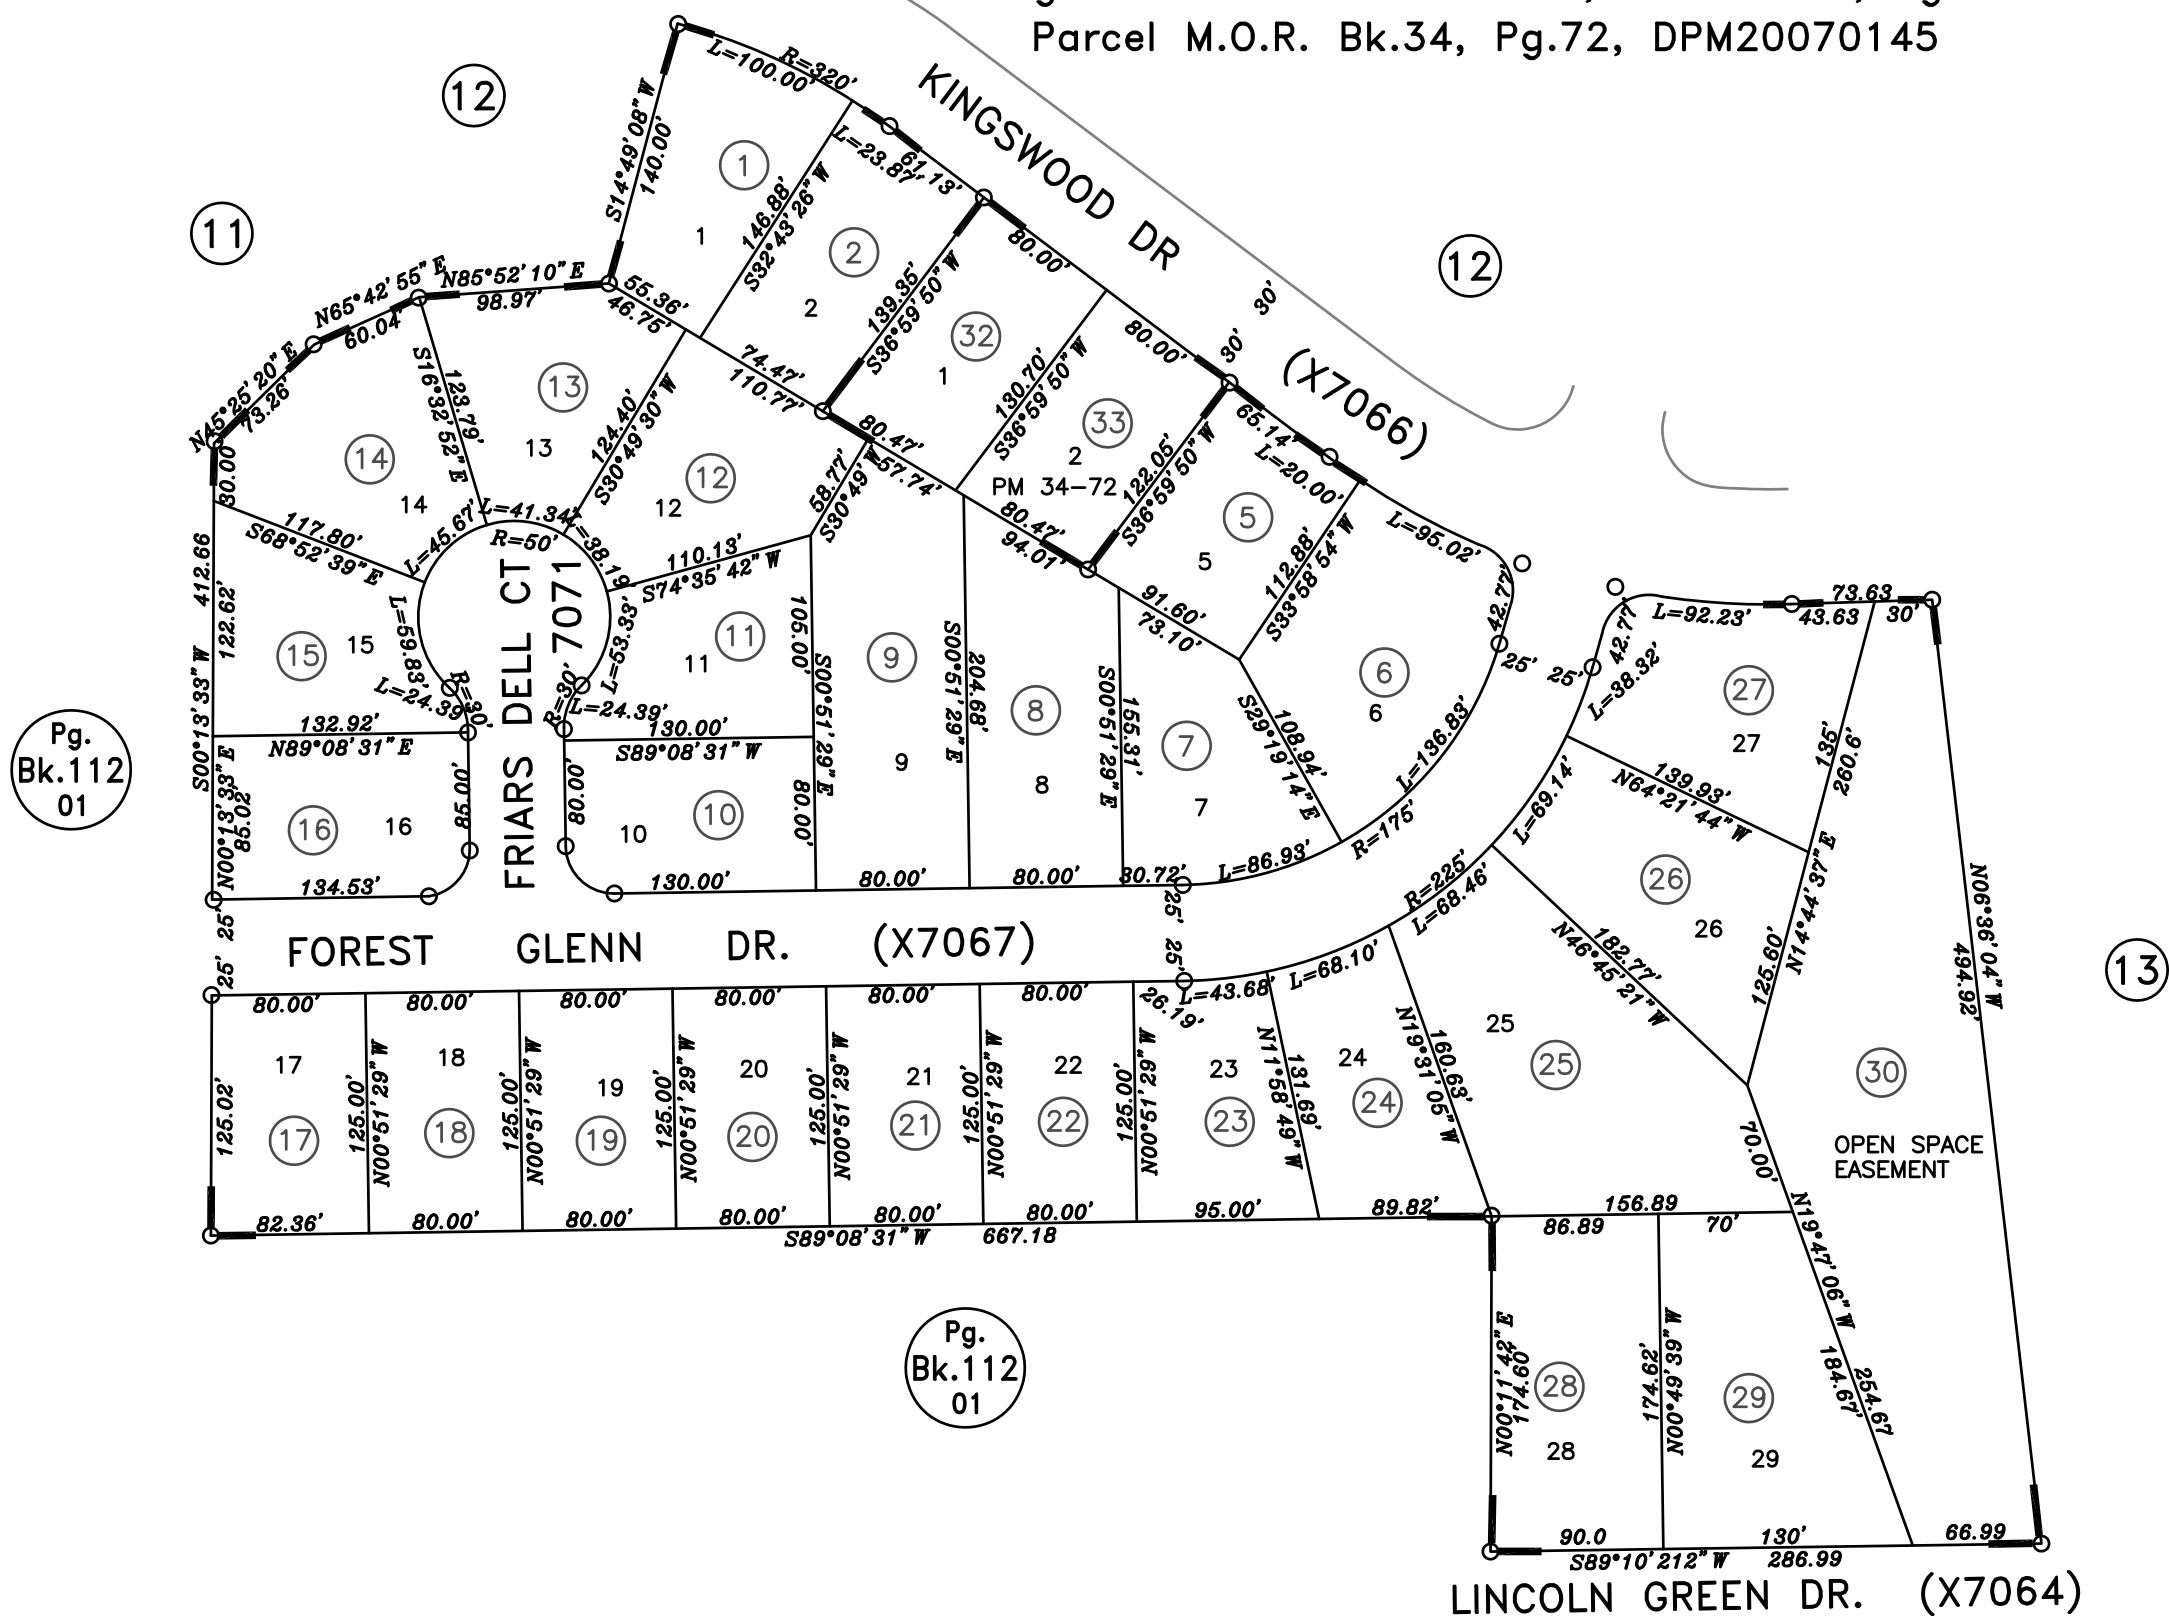 Parcel M.O.R. Bk.34, Pg.72, DPM20070145
KINGSWOOD DR
(X7066)
30' 30'
12
11
12
13
Pg.
Bk.112
01
Pg.
Bk.112
01
R=320'
L=100.00'
S14°49'08"W
140.00'
1
1
L=23.87'
61.13'
146.88'
S32°43'26"W
2
2
80.00'
139.35'
S36°59'50"W
32
1
80.00'
130.70'
S36°59'50"W
33
2
PM 34-72
65.14'
L=20.00'
122.05'
S36°59'50"W
5
5
L=95.02'
112.88'
S33°58'54"W
42.77'
6
6
N65°42'55"E
60.04'
N85°52'10"E
98.97'
N45°25'20"E
73.26'
55.36'
46.75'
74.47'
110.77'
80.47'
57.74'
80.47'
94.01'
91.60'
73.10'
S16°32'52"E
123.79'
13
13
124.40'
S30°49'30"W
12
12
58.77'
S30°49'W
14
14
30.00'
117.80'
S68°52'39"E
L=45.67'
L=41.34'
R=50'
L=38.19'
110.13'
S74°35'42"W
412.66
122.62'
S00°13'33"W
15
15
L=59.83'
L=24.39'
R=30'
FRIARS DELL CT
7071
L=53.33'
R=30'
L=24.39'
11
11
105.00'
S00°51'29"E
9
9
S00°51'29"E
204.68'
8
8
S00°51'29"E
155.31'
7
7
S29°19'14"E
108.94'
L=136.83'
132.92'
N89°08'31"E
130.00'
S89°08'31"W
N00°13'33"E
85.02'
16
16
85.00'
80.00'
10
10
80.00'
134.53'
130.00'
80.00'
80.00'
30.72'
L=86.93'
R=175'
25' 25'
25' 25'
25' 25'
FOREST GLENN DR. (X7067)
42.77'
L=92.23'
73.63
43.63
30'
L=38.32'
27
27
135'
260.6'
139.93'
N64°21'44"W
L=69.14'
26
26
N14°44'37"E
125.60'
182.77'
N46°45'21"W
R=225'
L=68.46'
L=68.10'
L=43.68'
26.19'
N06°36'04"W
494.92'
30
OPEN SPACE
EASEMENT
80.00'
80.00'
80.00'
80.00'
80.00'
80.00'
125.02'
17
17
125.00'
N00°51'29"W
18
18
125.00'
N00°51'29"W
19
19
125.00'
N00°51'29"W
20
20
125.00'
N00°51'29"W
21
21
125.00'
N00°51'29"W
22
22
125.00'
N00°51'29"W
23
23
N11°58'49"W
131.69'
24
24
N19°31'05"W
160.63'
25
25
70.00'
82.36'
80.00'
80.00'
80.00'
80.00'
80.00'
95.00'
89.82'
S89°08'31"W 667.18
156.89
86.89
70'
N19°47'06"W
184.67'
254.67
N00°11'42"E
174.60'
28
28
174.62'
N00°49'39"W
29
29
90.0
130'
66.99
S89°10'212"W 286.99
LINCOLN GREEN DR. (X7064)